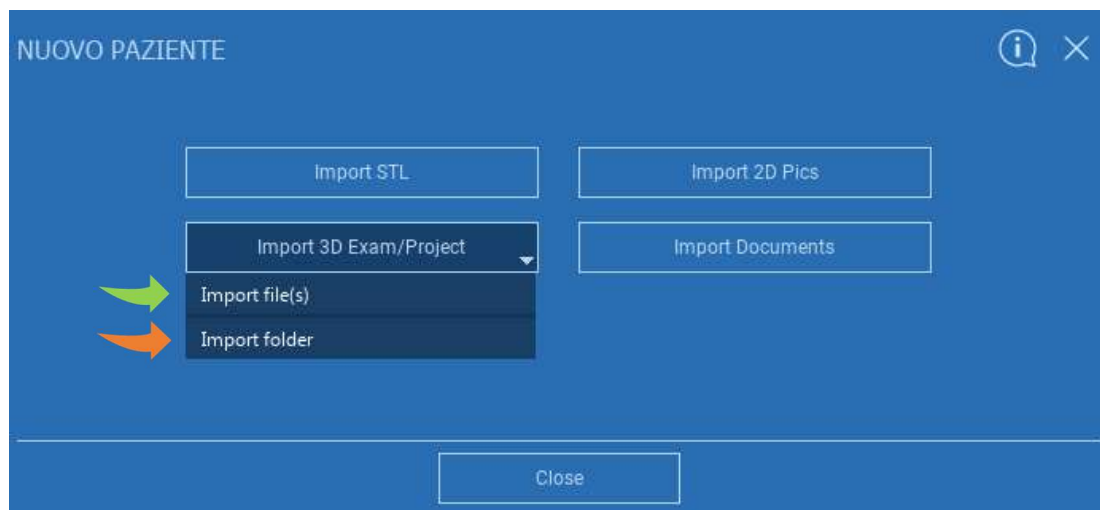 NUOVO PAZIENTE
Import STL
Import 2D Pics
Import 3D Exam/Project
Import Documents
Import file(s)
Import folder
Close